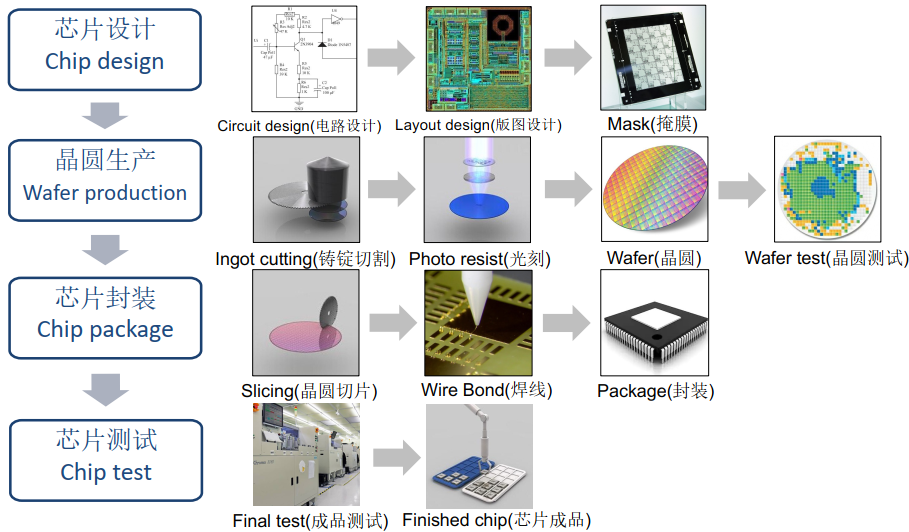 芯片设计
Chip design
Circuit design(电路设计)
Layout design(版图设计)
Mask(掩膜)
晶圆生产
Wafer production
Ingot cutting(铸锭切割)
Photo resist(光刻)
Wafer(晶圆)
Wafer test(晶圆测试)
芯片封装
Chip package
Slicing(晶圆切片)
Wire Bond(焊线)
Package(封装)
芯片测试
Chip test
Final test(成品测试)
Finished chip(芯片成品)